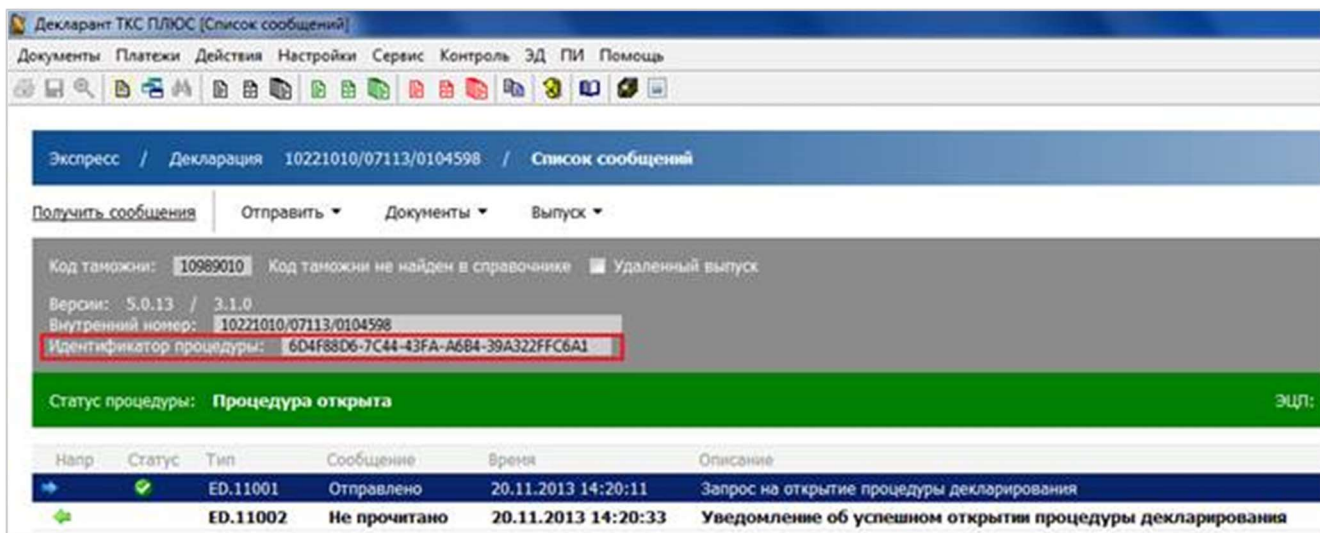 Декларант ТКС ПЛЮС [Список сообщений]
Документы Платежи Действия Настройки Сервис Контроль ЭД ПИ Помощь
Экспресс / Декларация 10221010/07113/0104598 / Список сообщений
Получить сообщения Отправить Документы Выпуск
Код таможни: 10989010 Код таможни не найден в справочнике Удаленный выпуск
Версии: 5.0.13 / 3.1.0
Внутренний номер: 10221010/07113/0104598
Идентификатор процедуры: 6D4F88D6-7C44-43FA-A6B4-39A322FFC6A1
Статус процедуры: Процедура открыта ЭЦП:
Напр Статус Тип Сообщение Время Описание
ED.11001 Отправлено 20.11.2013 14:20:11 Запрос на открытие процедуры декларирования
ED.11002 Не прочитано 20.11.2013 14:20:33 Уведомление об успешном открытии процедуры декларирования